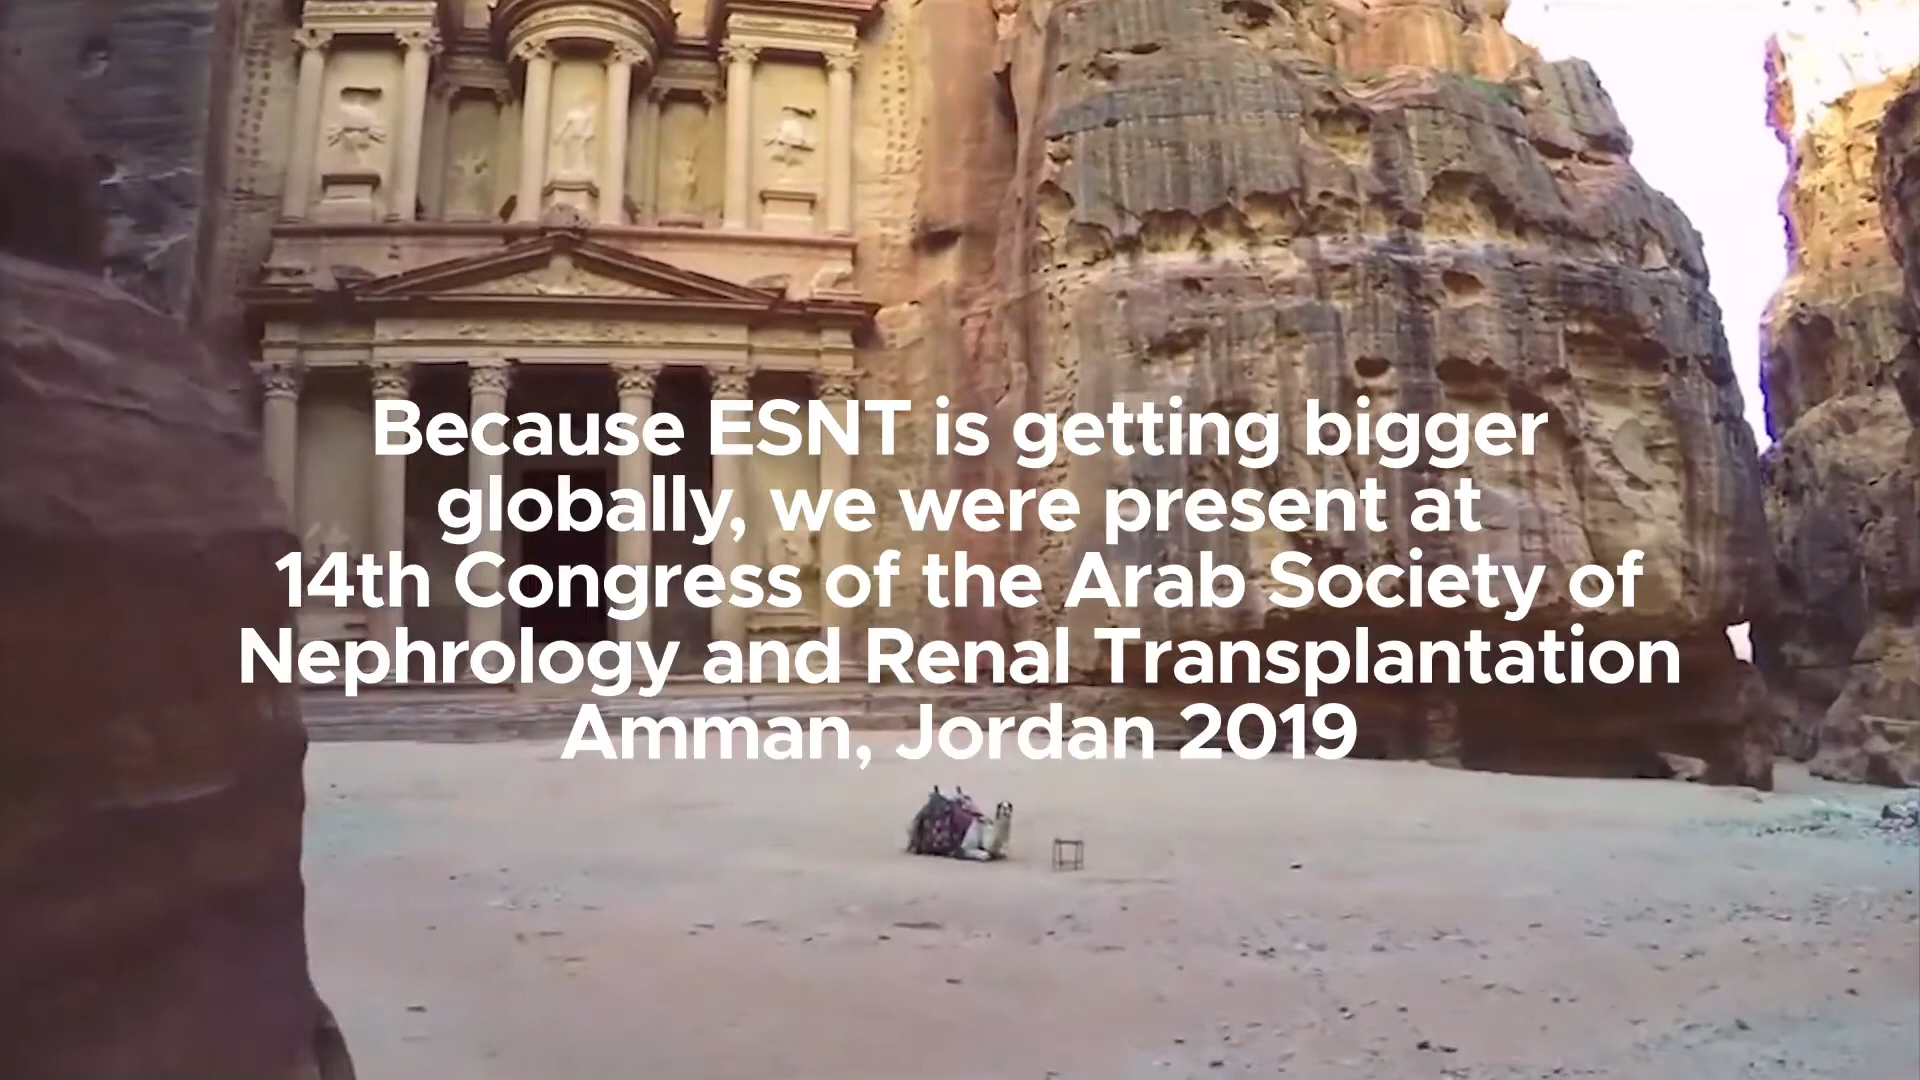 Because ESNT is getting bigger
globally, we were present at
14th Congress of the Arab Society of
Nephrology and Renal Transplantation
Amman, Jordan 2019